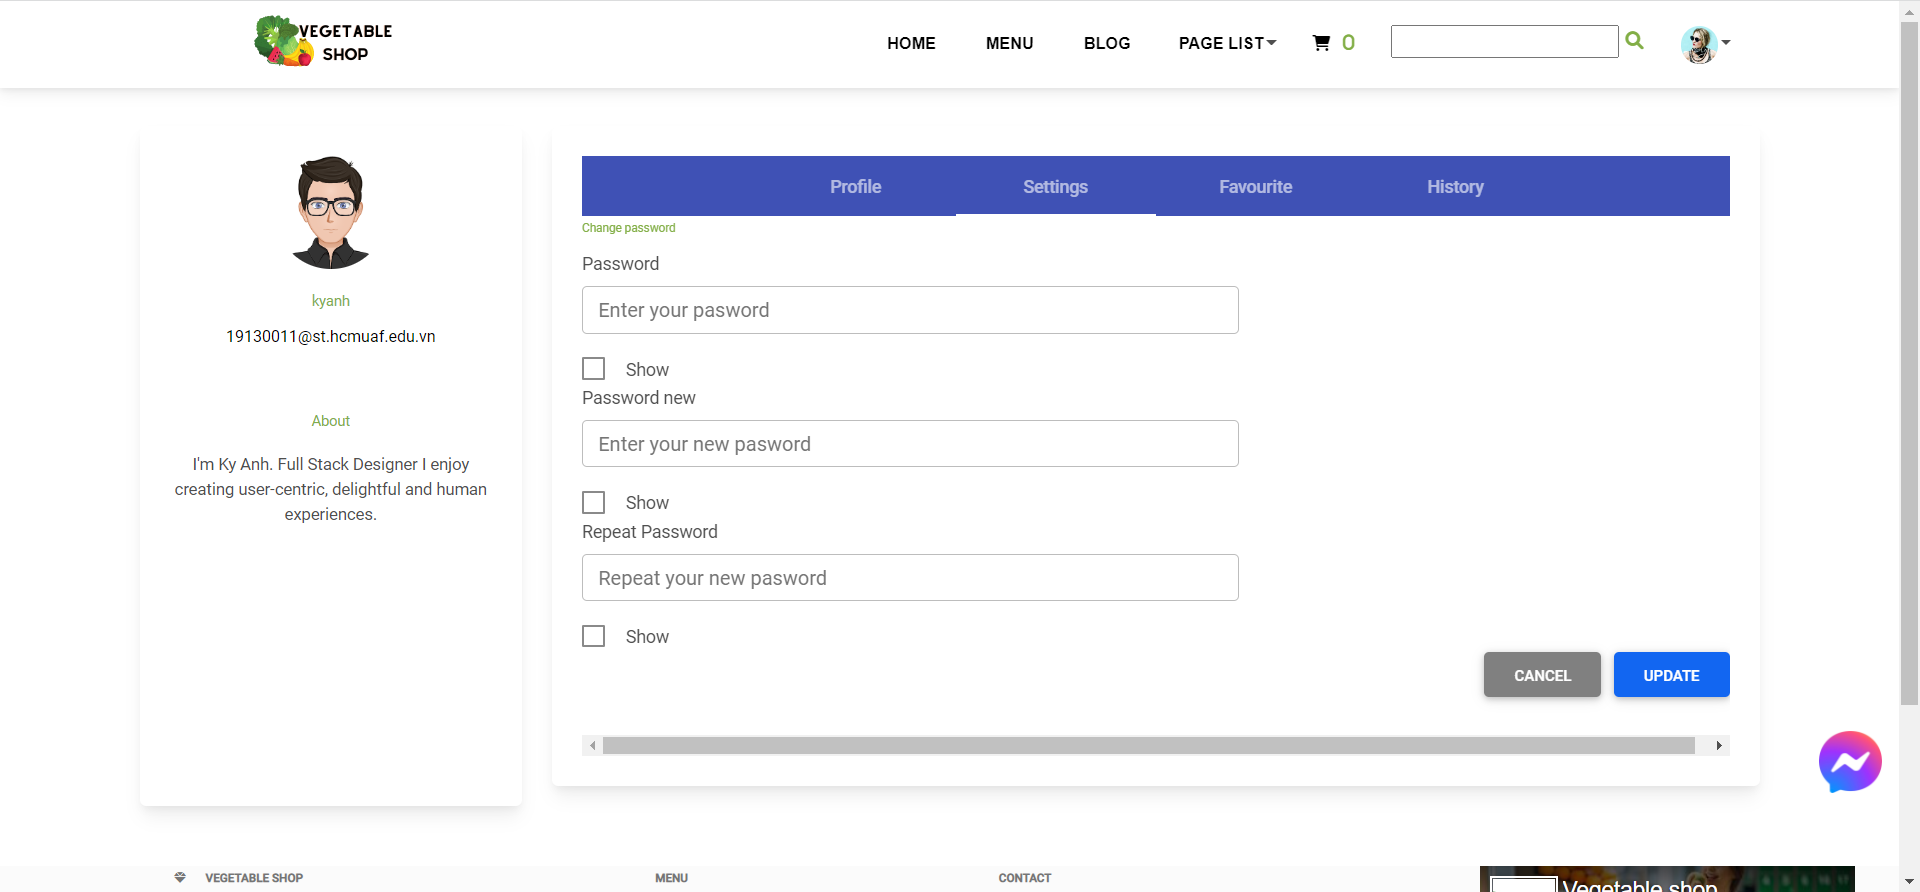 VEGETABLE
SHOP
HOME
MENU
BLOG
PAGE LIST
0
kyanh
19130011@st.hcmuaf.edu.vn
About
I'm Ky Anh. Full Stack Designer I enjoy
creating user-centric, delightful and human
experiences.
Profile
Settings
Favourite
History
Change password
Password
Enter your pasword
Show
Password new
Enter your new pasword
Show
Repeat Password
Repeat your new pasword
Show
CANCEL
UPDATE
VEGETABLE SHOP
MENU
CONTACT
Vegetable shop